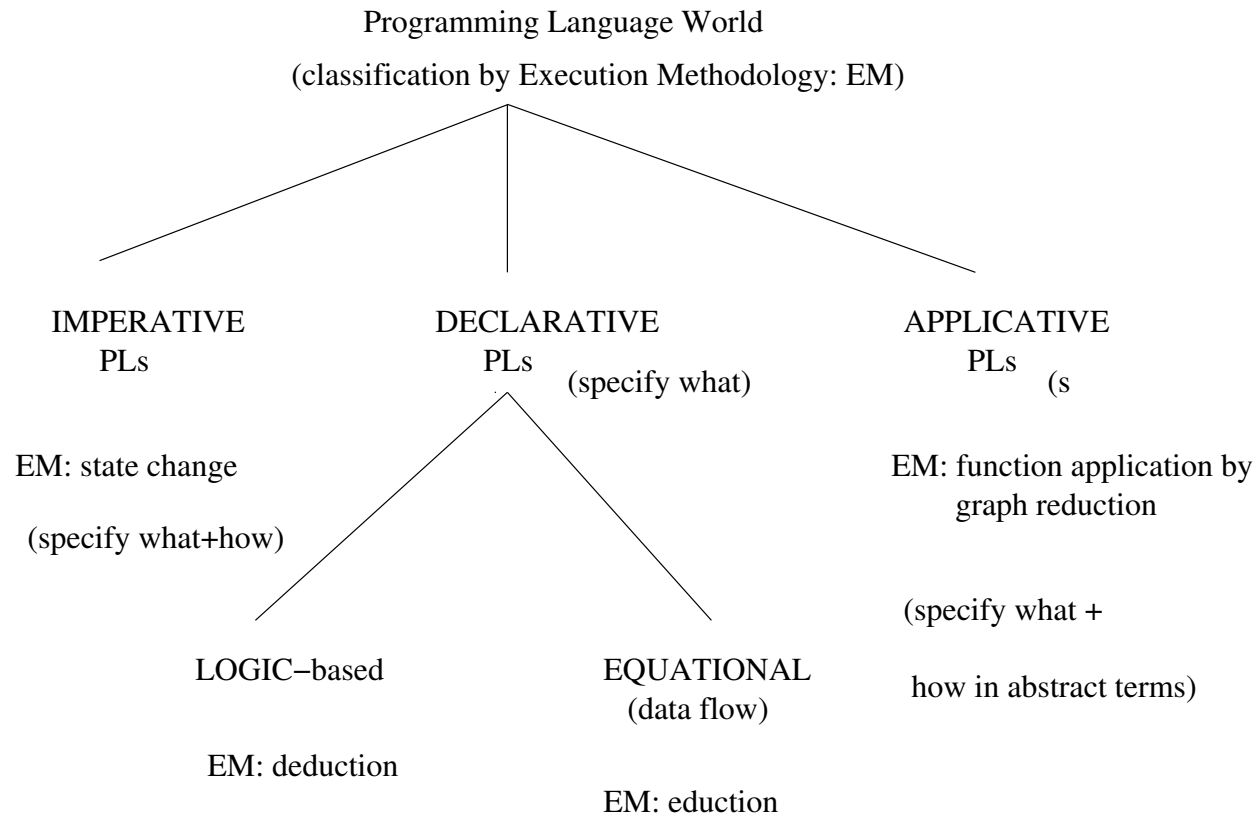 Programming Language World
(classification by Execution Methodology: EM)
IMPERATIVE
PLs
EM: state change
(specify what+how)
DECLARATIVE
PLs
(specify what)
LOGIC−based
EM: deduction
EQUATIONAL
(data flow)
EM: eduction
APPLICATIVE
PLs
(s
EM: function application by
graph reduction
(specify what +
how in abstract terms)